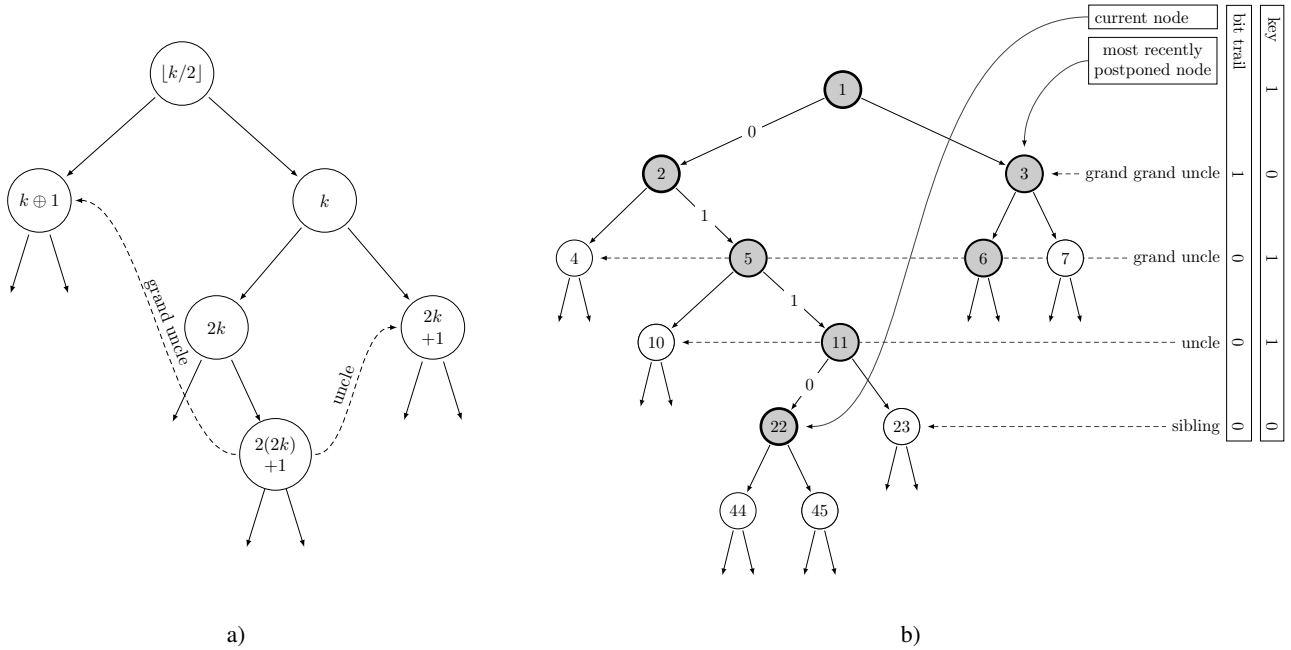 ⌊k/2⌋
k ⊕ 1
k
grand uncle
uncle
2k
2k
+1
2(2k)
+1
a)
current node
most recently
postponed node
bit trail
key
1
1
0
2
3
grand grand uncle
1
0
1
4
5
6
7
grand uncle
0
1
1
10
11
uncle
0
1
0
22
23
sibling
0
0
44
45
b)